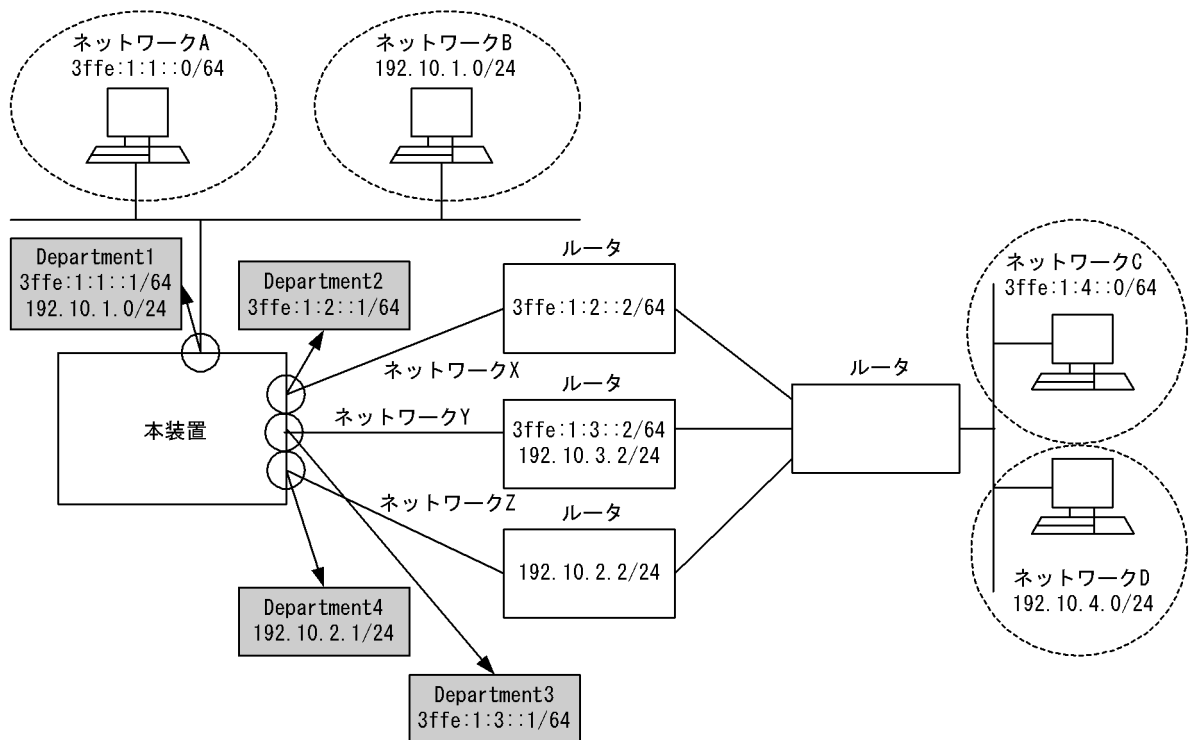 ネットワークA
3ffe:1:1::0/64
ネットワークB
192.10.1.0/24
Department1
3ffe:1:1::1/64
192.10.1.0/24
Department2
3ffe:1:2::1/64
ルータ
3ffe:1:2::2/64
ネットワークX
ネットワークC
3ffe:1:4::0/64
本装置
ネットワークY
ルータ
3ffe:1:3::2/64
192.10.3.2/24
ルータ
ネットワークZ
ルータ
192.10.2.2/24
ネットワークD
192.10.4.0/24
Department4
192.10.2.1/24
Department3
3ffe:1:3::1/64